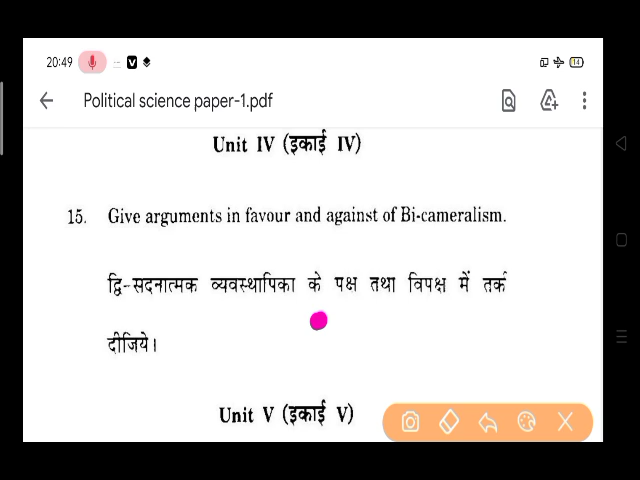 20:49
14
Political science paper-1.pdf
Unit IV (इकाई IV)
15. Give arguments in favour and against of Bi-cameralism.
द्वि-सदनात्मक व्यवस्थापिका के पक्ष तथा विपक्ष में तर्क
दीजिये।
Unit V (इकाई V)